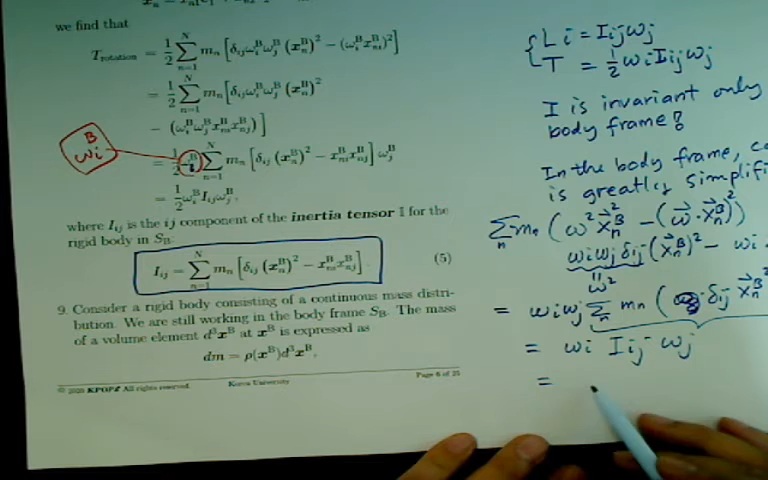 we find that
T_rotation = 1/2 Σ_{n=1}^{N} m_n [δ_ij ω_i^B ω_j^B (x_n^B)^2 − (ω_i^B x_ni^B)^2]
= 1/2 Σ_{n=1}^{N} m_n [δ_ij ω_i^B ω_j^B (x_n^B)^2
− (ω_i^B ω_j^B x_ni^B x_nj^B)]
ω_i^B
= 1/2 Σ_{n=1}^{N} m_n [δ_ij (x_n^B)^2 − x_ni^B x_nj^B] ω_j^B
= 1/2 ω_i^B I_ij ω_j^B,
where I_ij is the ij component of the inertia tensor I for the
rigid body in S_B:
I_ij = Σ_{n=1}^{N} m_n [δ_ij (x_n^B)^2 − x_ni^B x_nj^B]. (5)
9. Consider a rigid body consisting of a continuous mass distri-
bution. We are still working in the body frame S_B. The mass
of a volume element d^3x^B at x^B is expressed as
dm = ρ(x^B)d^3x^B,
© 2020 KPOPE All rights reserved. Korea University Page 6 of 25
{ Li = Iij ωj
T = 1/2 ωi Iij ωj
I is invariant only
body frame?
In the body frame,
is greatly
Σ_n m_n (ω^2 x_n^B^2 − (ω · x_n^B)^2)
ωi ωj δij (x_n^B)^2 − ωi
ω^2
= ωi ωj Σ_n m_n ( δij x_n^B^2
= ωi Iij ωj
=